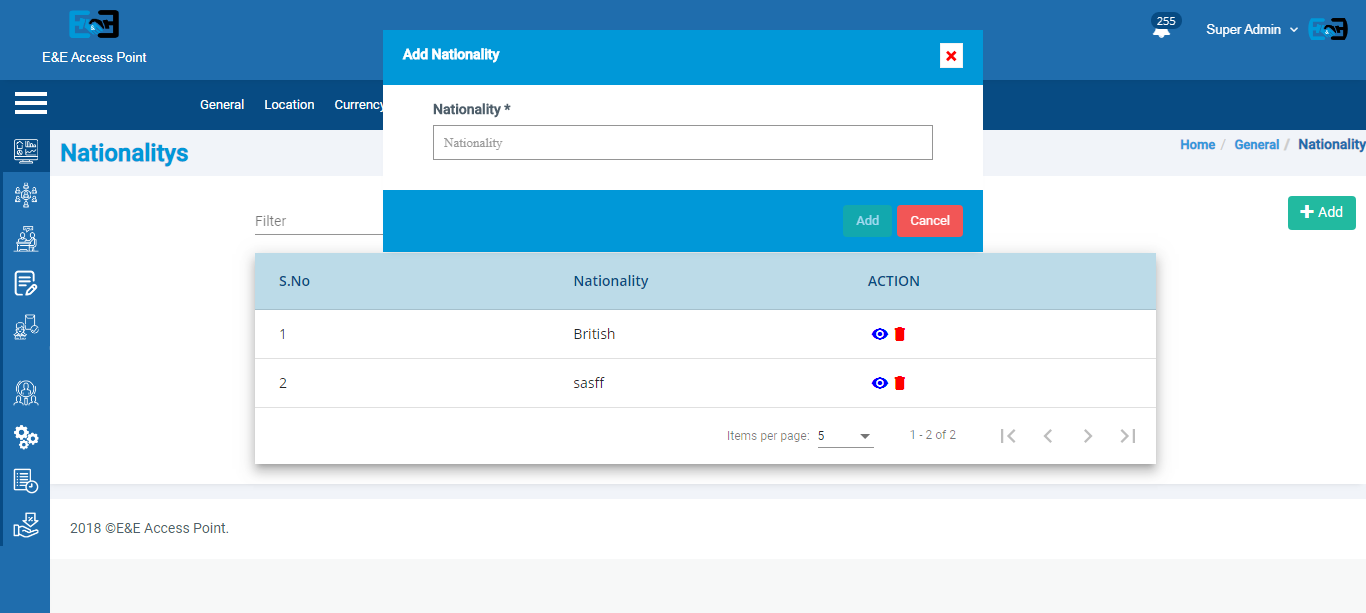 E&E
E&E Access Point
255
Super Admin
General Location Currency
Add Nationality
Nationality *
Nationality
Add Cancel
Nationalitys
Home / General / Nationality
Filter
Add
S.No Nationality ACTION
1 British
2 sasff
Items per page: 5 1 - 2 of 2
2018 ©E&E Access Point.